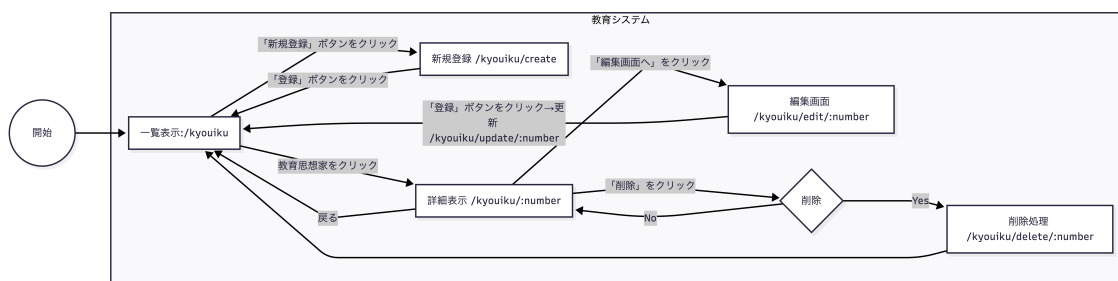 教育システム
「新規登録」ボタンをクリック
新規登録 /kyouiku/create
「登録」ボタンをクリック
「編集画面へ」をクリック
編集画面
/kyouiku/edit/:number
「登録」ボタンをクリック→更
新
/kyouiku/update/:number
開始
一覧表示:/kyouiku
教育思想家をクリック
詳細表示 /kyouiku/:number
戻る
「削除」をクリック
No
削除
Yes
削除処理
/kyouiku/delete/:number